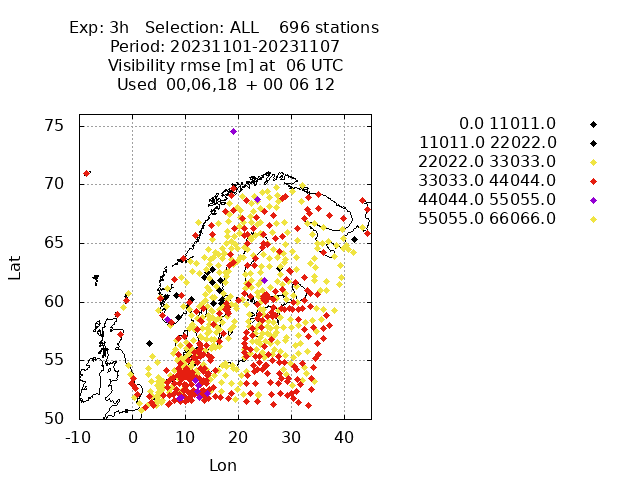 Exp: 3h   Selection: ALL    696 stations
Period: 20231101-20231107
Visibility rmse [m] at  06 UTC
Used  00,06,18  + 00 06 12
0.0 11011.0
11011.0 22022.0
22022.0 33033.0
33033.0 44044.0
44044.0 55055.0
55055.0 66066.0
75
70
65
60
55
50
Lat
-10 0 10 20 30 40
Lon